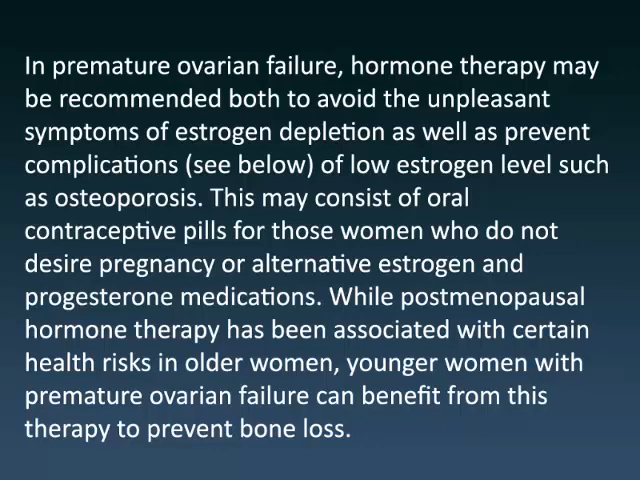 In premature ovarian failure, hormone therapy may
be recommended both to avoid the unpleasant
symptoms of estrogen depletion as well as prevent
complications (see below) of low estrogen level such
as osteoporosis. This may consist of oral
contraceptive pills for those women who do not
desire pregnancy or alternative estrogen and
progesterone medications. While postmenopausal
hormone therapy has been associated with certain
health risks in older women, younger women with
premature ovarian failure can benefit from this
therapy to prevent bone loss.